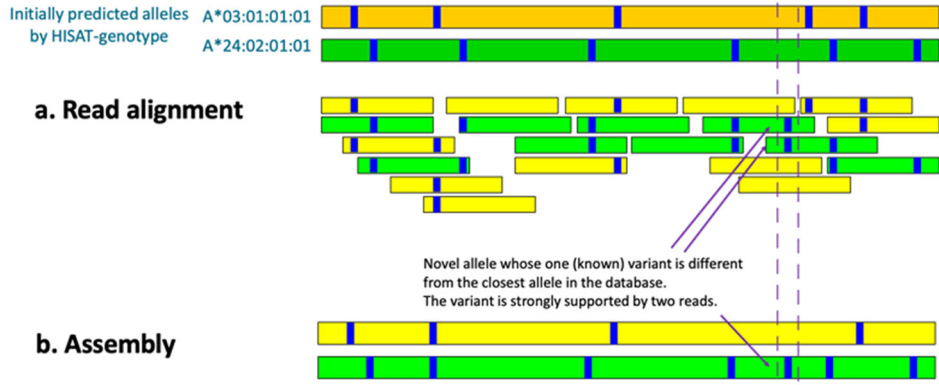 Initially predicted alleles
by HISAT-genotype
A*03:01:01:01
A*24:02:01:01
a. Read alignment
Novel allele whose one (known) variant is different
from the closest allele in the database.
The variant is strongly supported by two reads.
b. Assembly